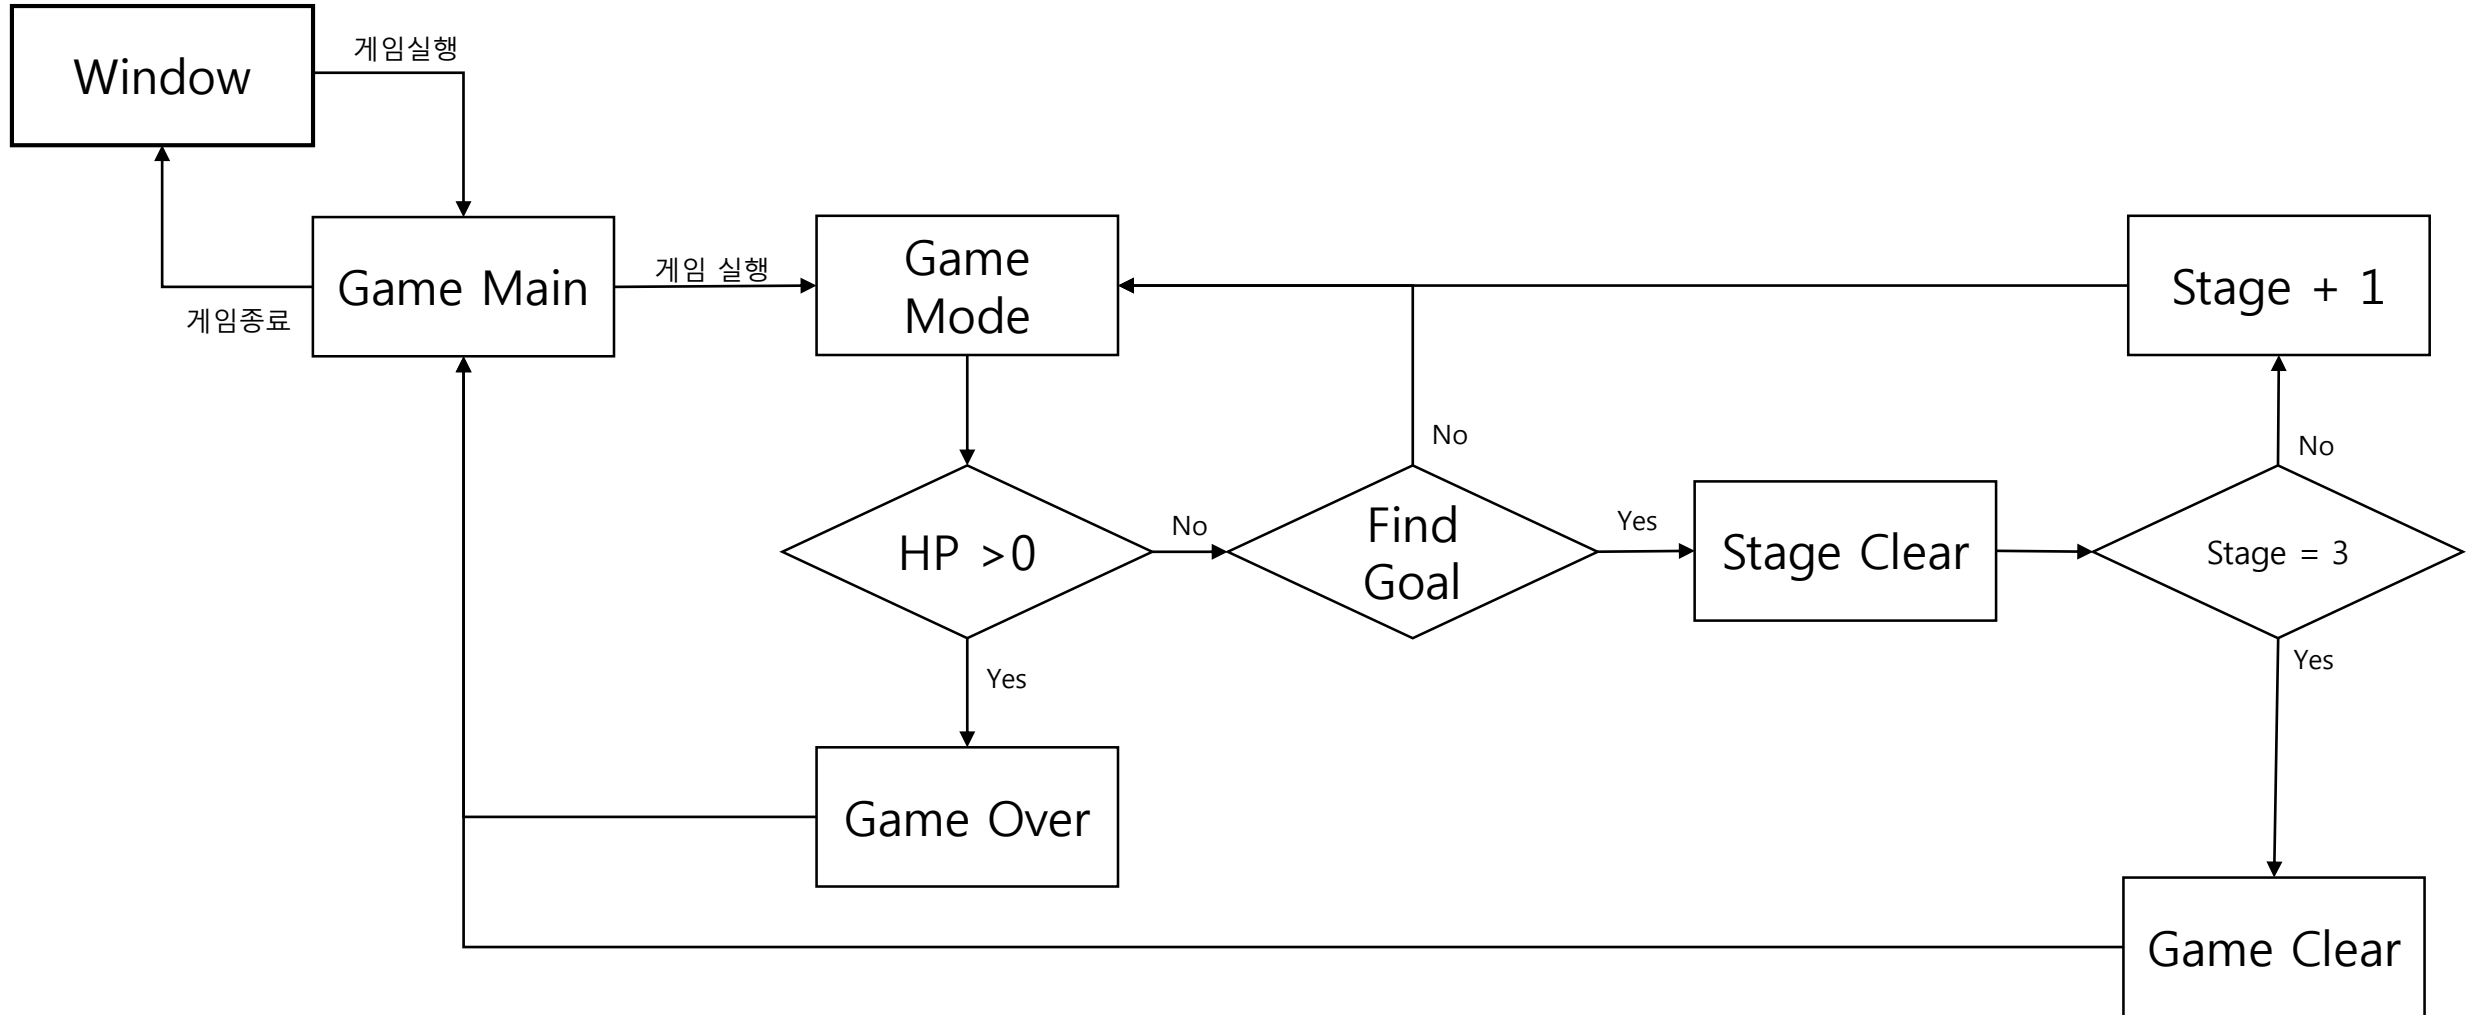 Window
게임실행
Game Main
게임종료
게임 실행
Game
Mode
Stage + 1
No
No
HP >0
No
Find
Goal
Yes
Stage Clear
Stage = 3
Yes
Yes
Game Over
Game Clear